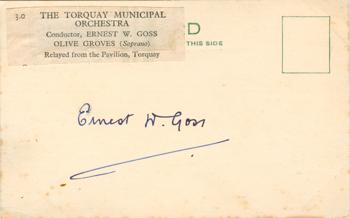 3.0 THE TORQUAY MUNICIPAL
ORCHESTRA
Conductor, ERNEST W. GOSS
OLIVE GROVES (Soprano)
Relayed from the Pavilion, Torquay
D
THIS SIDE
Ernest W. Goss